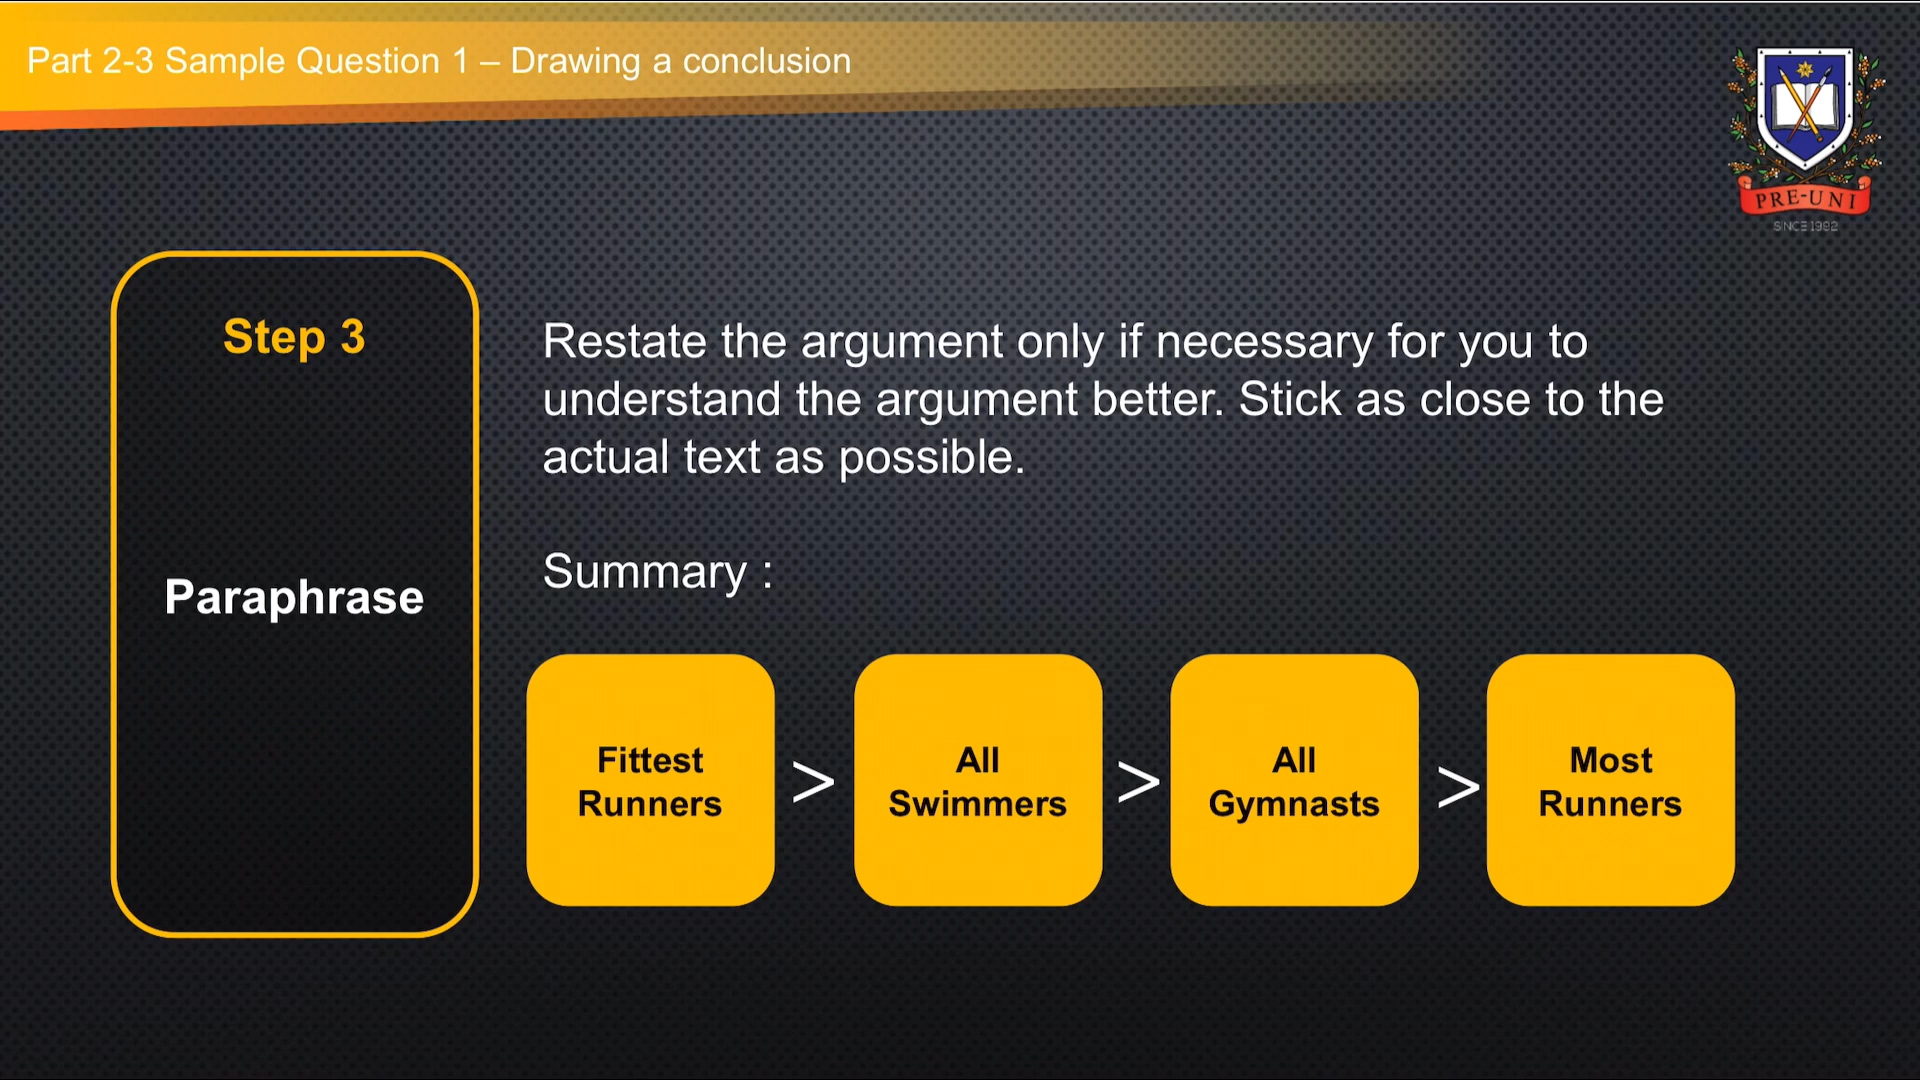 Part 2-3 Sample Question 1 – Drawing a conclusion
PRE-UNI
SINCE 1992
Step 3
Paraphrase
Restate the argument only if necessary for you to
understand the argument better. Stick as close to the
actual text as possible.
Summary :
Fittest
Runners
>
All
Swimmers
>
All
Gymnasts
>
Most
Runners